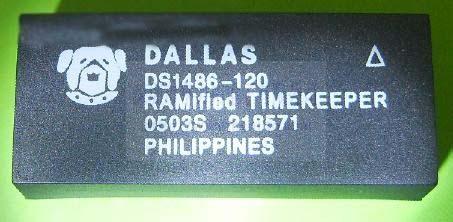 DALLAS Δ
DS1486-120
RAMified TIMEKEEPER
0503S 218571
PHILIPPINES